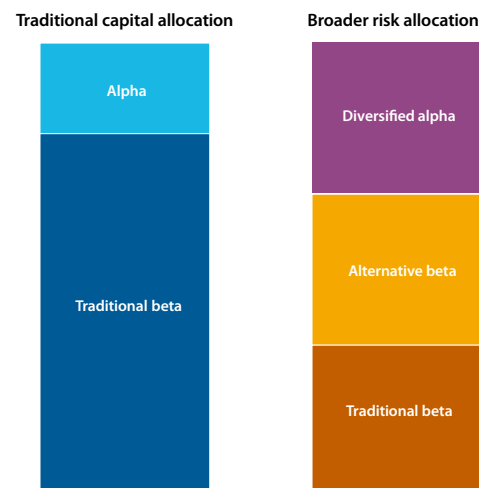 Traditional capital allocation
Alpha
Traditional beta
Broader risk allocation
Diversified alpha
Alternative beta
Traditional beta